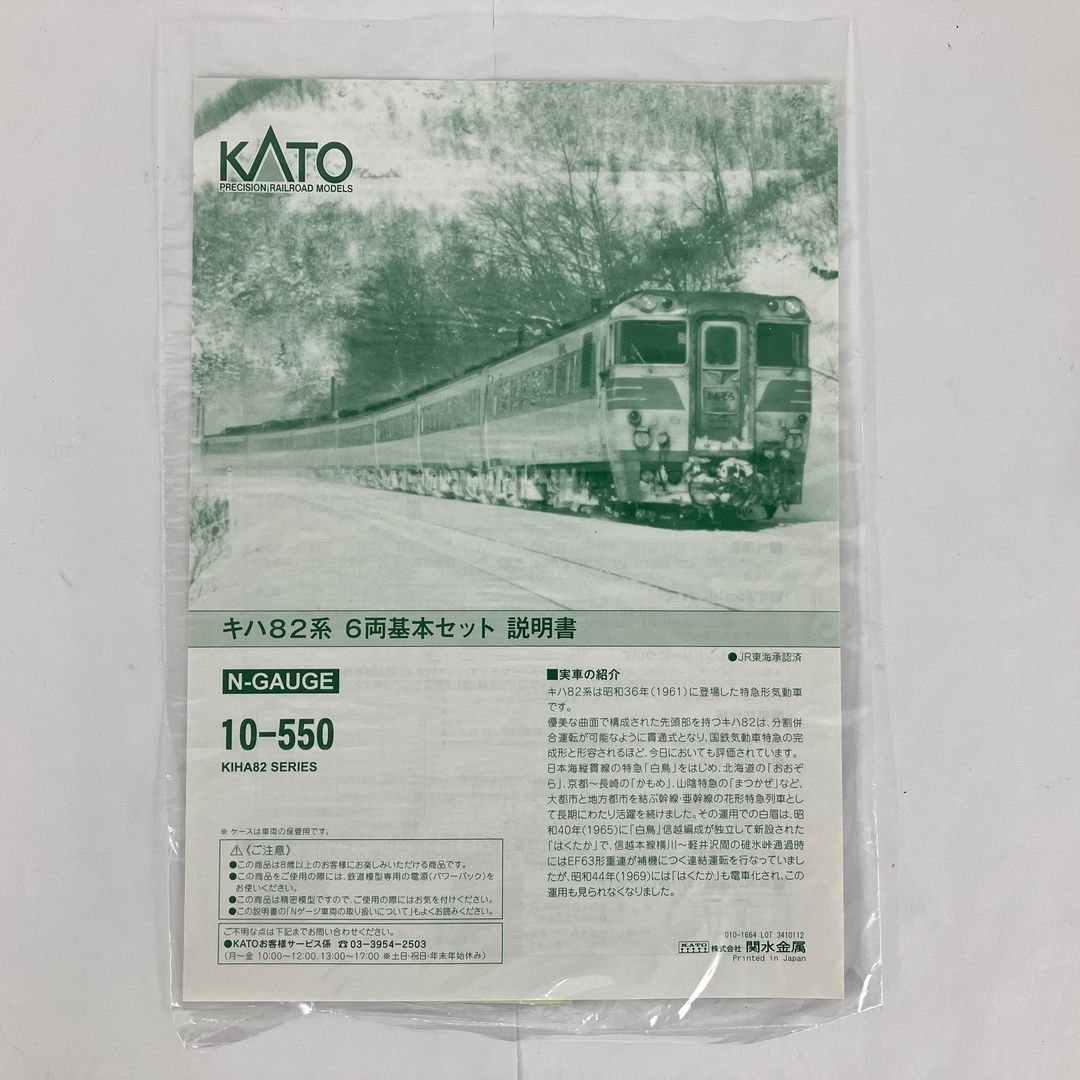 KATO
PRECISION RAILROAD MODELS
おおぞら
キハ82系 6両基本セット 説明書
●JR東海承認済
N-GAUGE
10-550
KIHA82 SERIES
■実車の紹介
キハ82系は昭和36年(1961)に登場した特急形気動車
です。
優美な曲面で構成された先頭部を持つキハ82は、分割併
合運転が可能なように貫通式となり、国鉄気動車特急の完
成形と形容されるほど、今日においても評価されています。
日本海縦貫線の特急「白鳥」をはじめ、北海道の「おおぞ
ら」、京都〜長崎の「かもめ」、山陰特急の「まつかぜ」など、
大都市と地方都市を結ぶ幹線・亜幹線の花形特急列車とし
て長期にわたり活躍を続けました。その運用での白眉は、昭
和40年(1965)に「白鳥」信越編成が独立して新設された
「はくたか」で、信越本線横川〜軽井沢間の碓氷峠通過時
にはEF63形重連が補機につく連結運転を行なっていまし
たが、昭和44年(1969)には「はくたか」も電車化され、この
運用も見られなくなりました。
※ ケースは車両の保管用です。
⚠《ご注意》
●この商品は8歳以上のお客様にお楽しみいただける商品です。
●この商品をご使用の際には、鉄道模型専用の電源(パワーパック)を
お使いください。
●この商品は精密模型ですので、ご使用の際にはお気を付けください。
●この説明書の「Nゲージ車両の取り扱いについて」もよくお読みください。
ご不明な点は下記までお問い合わせください。
●KATOお客様サービス係 ☎03-3954-2503
(月〜金 10:00〜12:00、13:00〜17:00 ※土日・祝日・年末年始休み)
010-1664 LOT:3410112
KATO 株式会社 関水金属
Printed in Japan